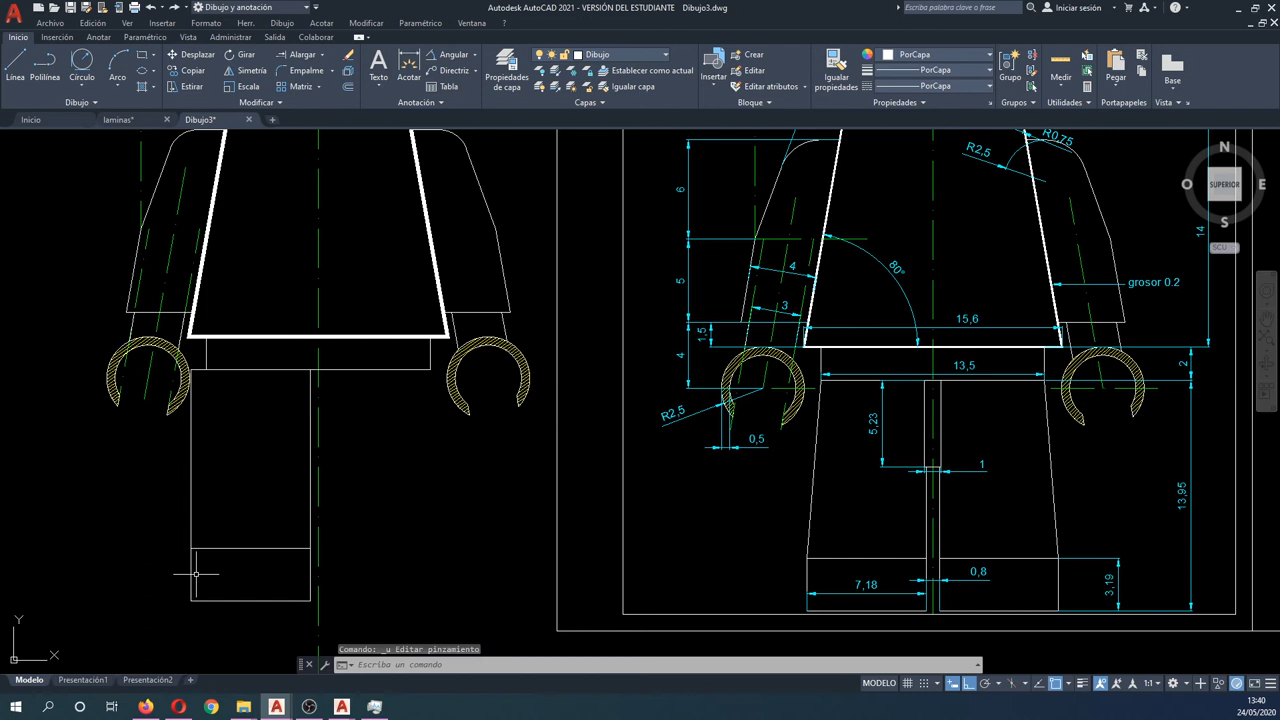 Dibujo y anotación
Autodesk AutoCAD 2021 - VERSIÓN DEL ESTUDIANTE Dibujo3.dwg
Escriba palabra clave o frase
Iniciar sesión
Archivo Edición Ver Insertar Formato Herr. Dibujo Acotar Modificar Paramétrico Ventana
Inicio Inserción Anotar Paramétrico Vista Administrar Salida Colaborar
Línea Polilínea Círculo Arco
Desplazar Girar Alargar
Copiar Simetría Empalme
Estirar Escala Matriz
Texto Acotar
Angular
Directriz
Tabla
Propiedades de capa
Dibujo
Establecer como actual
Igualar capa
Insertar
Crear
Editar
Editar atributos
Igualar propiedades
PorCapa
PorCapa
PorCapa
Grupo
Medir
Pegar
Base
Dibujo Modificar Anotación Capas Bloque Propiedades Grupos Utilidades Portapapeles Vista
Inicio laminas* Dibujo3*
N
O SUPERIOR E
S
SCU
R0,75
R2,5
6
14
80°
4
5
grosor 0.2
3
15,6
1,5
4
2
13,5
R2,5
5,23
0,5
1
13,95
0,8
7,18
3,19
Y
X
Comando: _u Editar pinzamiento
Escriba un comando
Modelo Presentación1 Presentación2 +
MODELO
1:1
13:40
24/05/2020